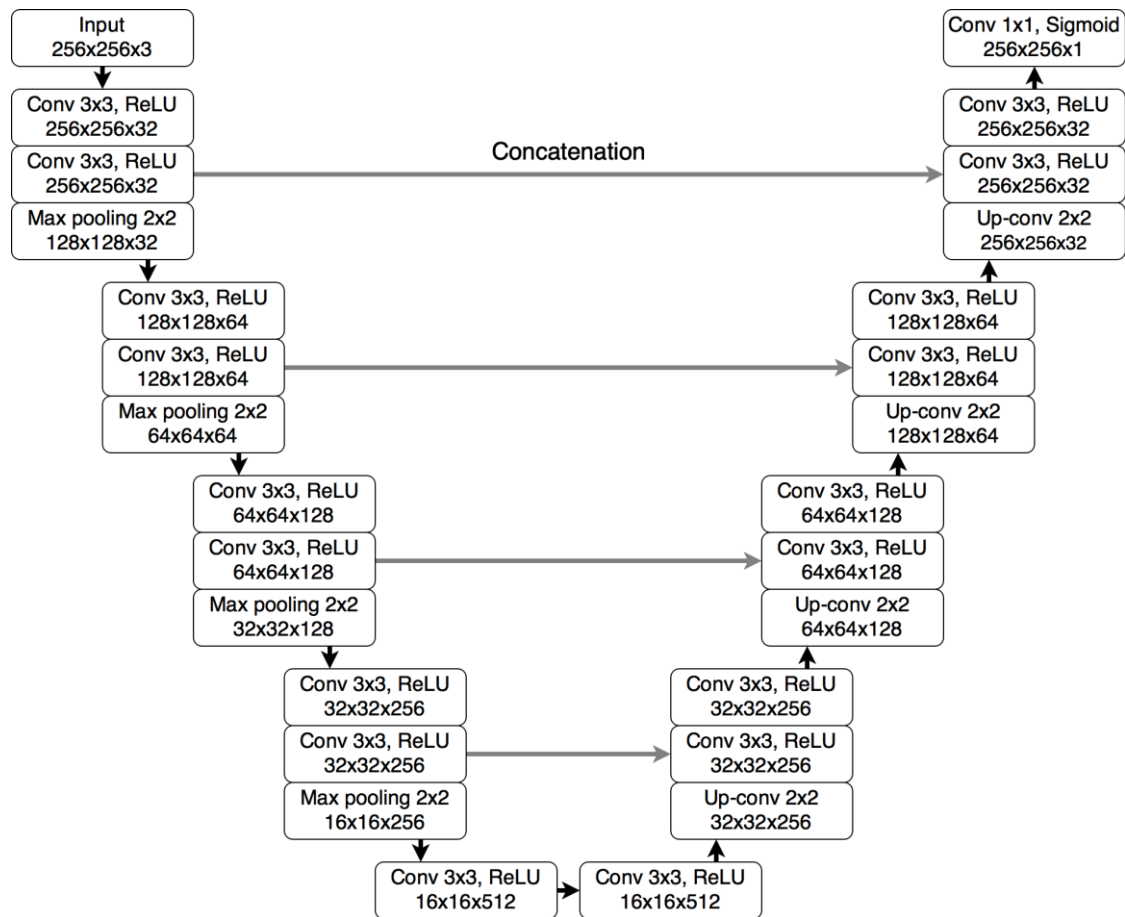 Input
256x256x3
Conv 3x3, ReLU
256x256x32
Conv 3x3, ReLU
256x256x32
Max pooling 2x2
128x128x32
Conv 3x3, ReLU
128x128x64
Conv 3x3, ReLU
128x128x64
Max pooling 2x2
64x64x64
Conv 3x3, ReLU
64x64x128
Conv 3x3, ReLU
64x64x128
Max pooling 2x2
32x32x128
Conv 3x3, ReLU
32x32x256
Conv 3x3, ReLU
32x32x256
Max pooling 2x2
16x16x256
Conv 3x3, ReLU
16x16x512
Concatenation
Conv 3x3, ReLU
16x16x512
Conv 3x3, ReLU
32x32x256
Conv 3x3, ReLU
32x32x256
Up-conv 2x2
32x32x256
Conv 3x3, ReLU
64x64x128
Conv 3x3, ReLU
64x64x128
Up-conv 2x2
64x64x128
Conv 3x3, ReLU
128x128x64
Conv 3x3, ReLU
128x128x64
Up-conv 2x2
128x128x64
Conv 1x1, Sigmoid
256x256x1
Conv 3x3, ReLU
256x256x32
Conv 3x3, ReLU
256x256x32
Up-conv 2x2
256x256x32